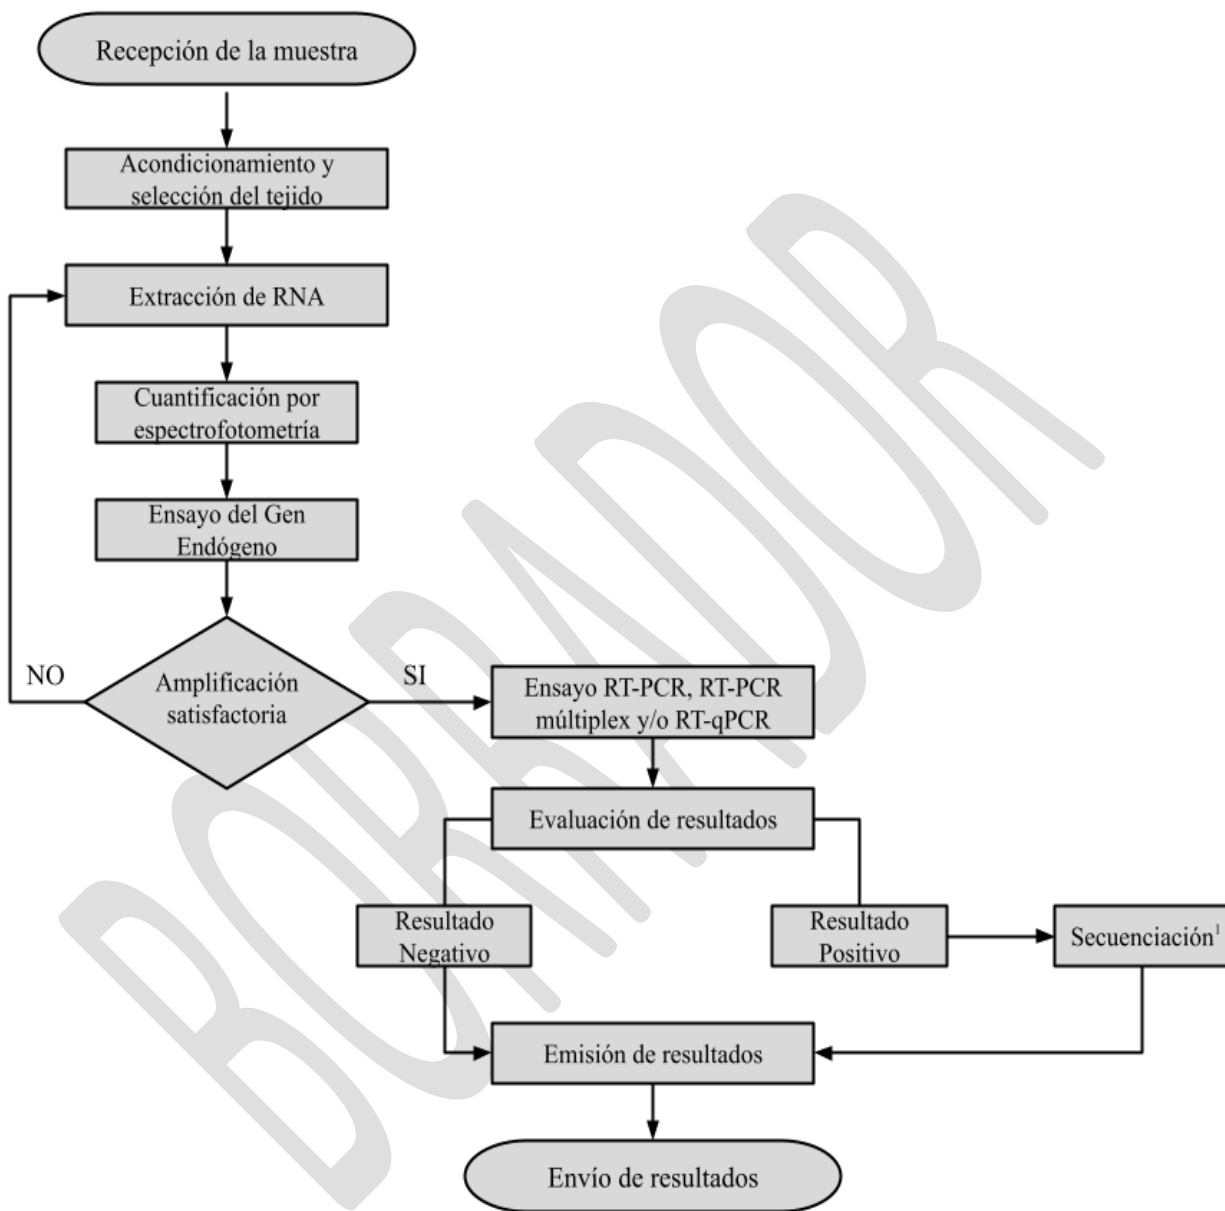 Recepción de la muestra
Acondicionamiento y
selección del tejido
Extracción de RNA
Cuantificación por
espectrofotometría
Ensayo del Gen
Endógeno
NO
Amplificación
satisfactoria
SI
Ensayo RT-PCR, RT-PCR
múltiplex y/o RT-qPCR
Evaluación de resultados
Resultado
Negativo
Resultado
Positivo
Secuenciación¹
Emisión de resultados
Envío de resultados
BORRADOR